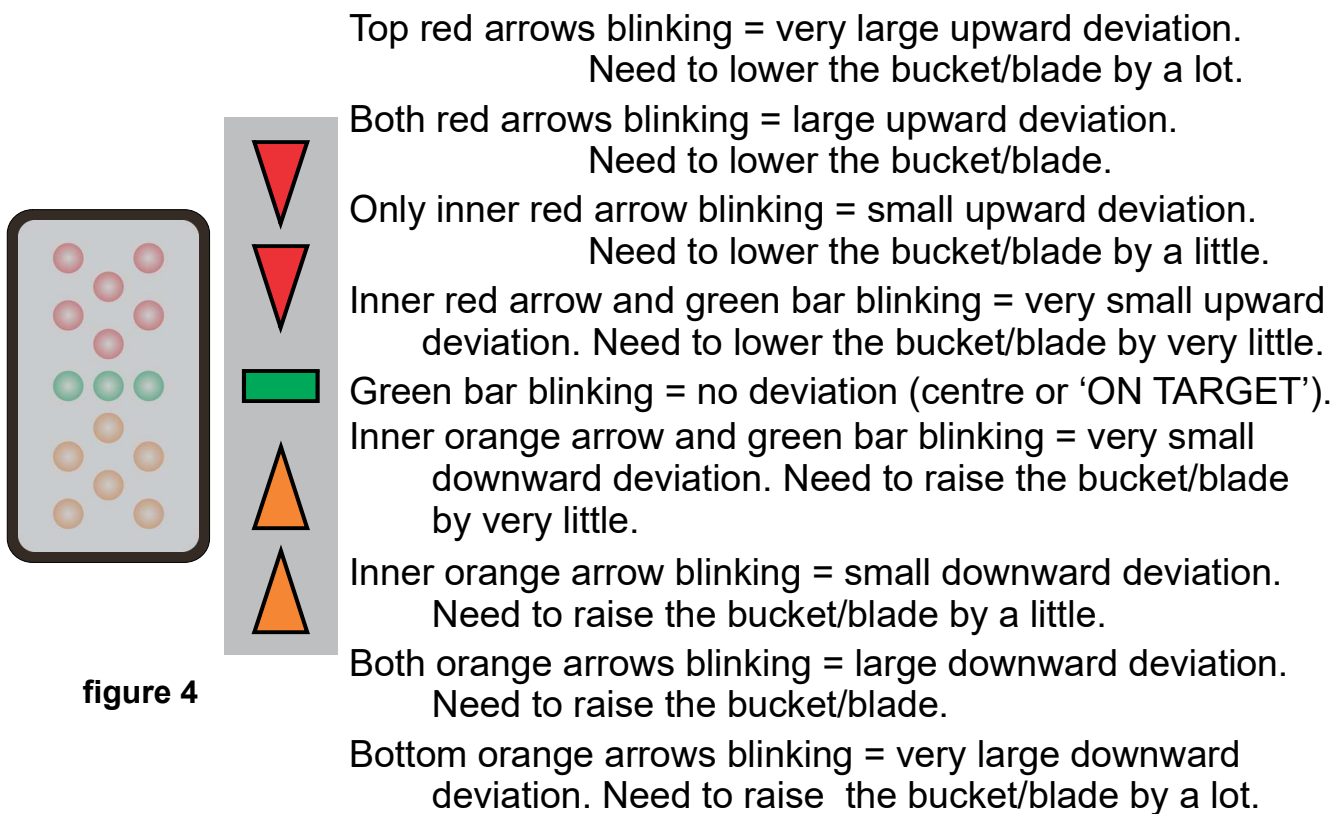 Top red arrows blinking = very large upward deviation.
Need to lower the bucket/blade by a lot.
Both red arrows blinking = large upward deviation.
Need to lower the bucket/blade.
Only inner red arrow blinking = small upward deviation.
Need to lower the bucket/blade by a little.
Inner red arrow and green bar blinking = very small upward
deviation. Need to lower the bucket/blade by very little.
Green bar blinking = no deviation (centre or ‘ON TARGET’).
Inner orange arrow and green bar blinking = very small
downward deviation. Need to raise the bucket/blade
by very little.
Inner orange arrow blinking = small downward deviation.
Need to raise the bucket/blade by a little.
Both orange arrows blinking = large downward deviation.
Need to raise the bucket/blade.
Bottom orange arrows blinking = very large downward
deviation. Need to raise  the bucket/blade by a lot.
figure 4